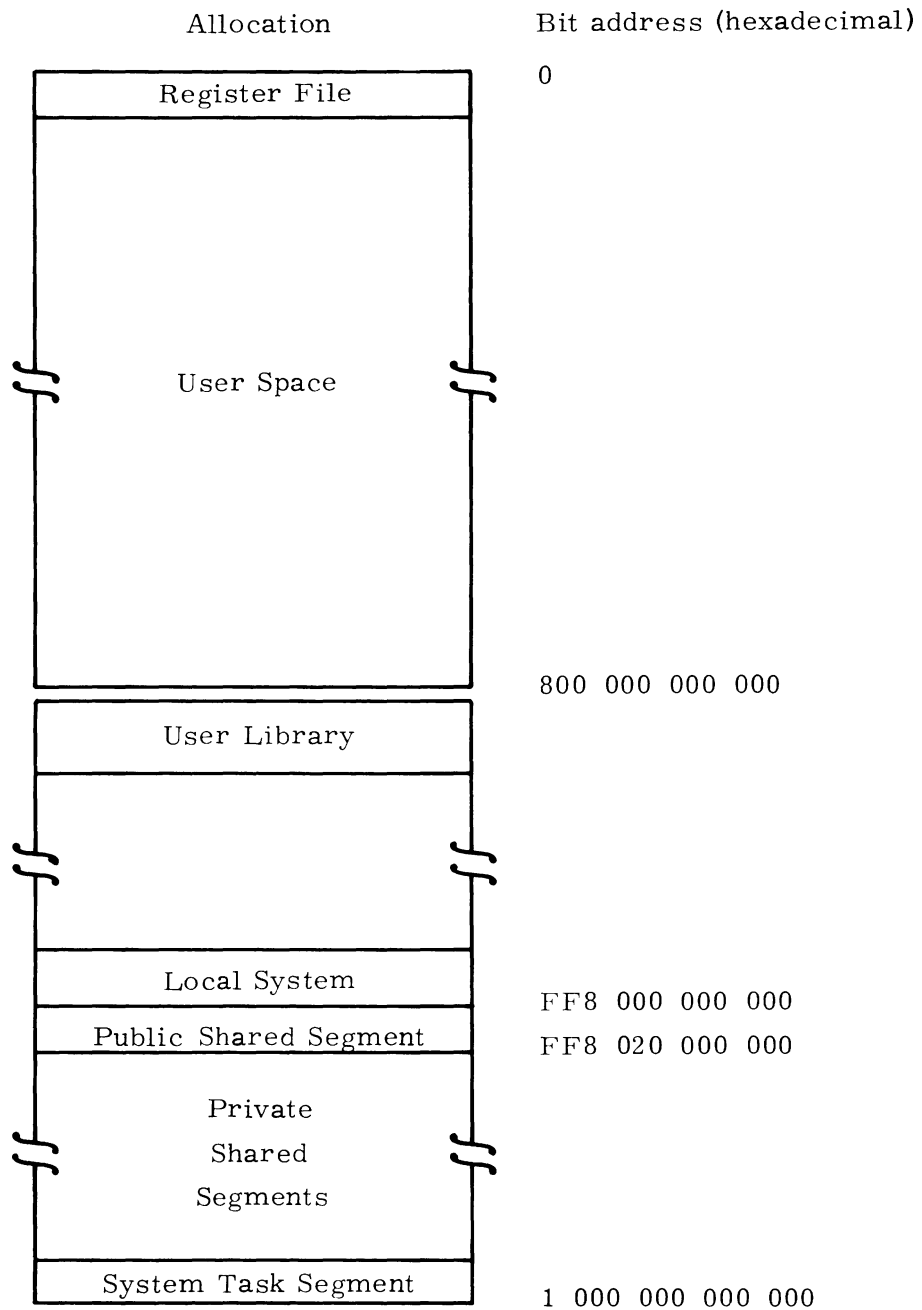 Allocation Bit address (hexadecimal)
0
Register File
User Space
800 000 000 000
User Library
Local System
FF8 000 000 000
Public Shared Segment FF8 020 000 000
Private
Shared
Segments
System Task Segment
1 000 000 000 000